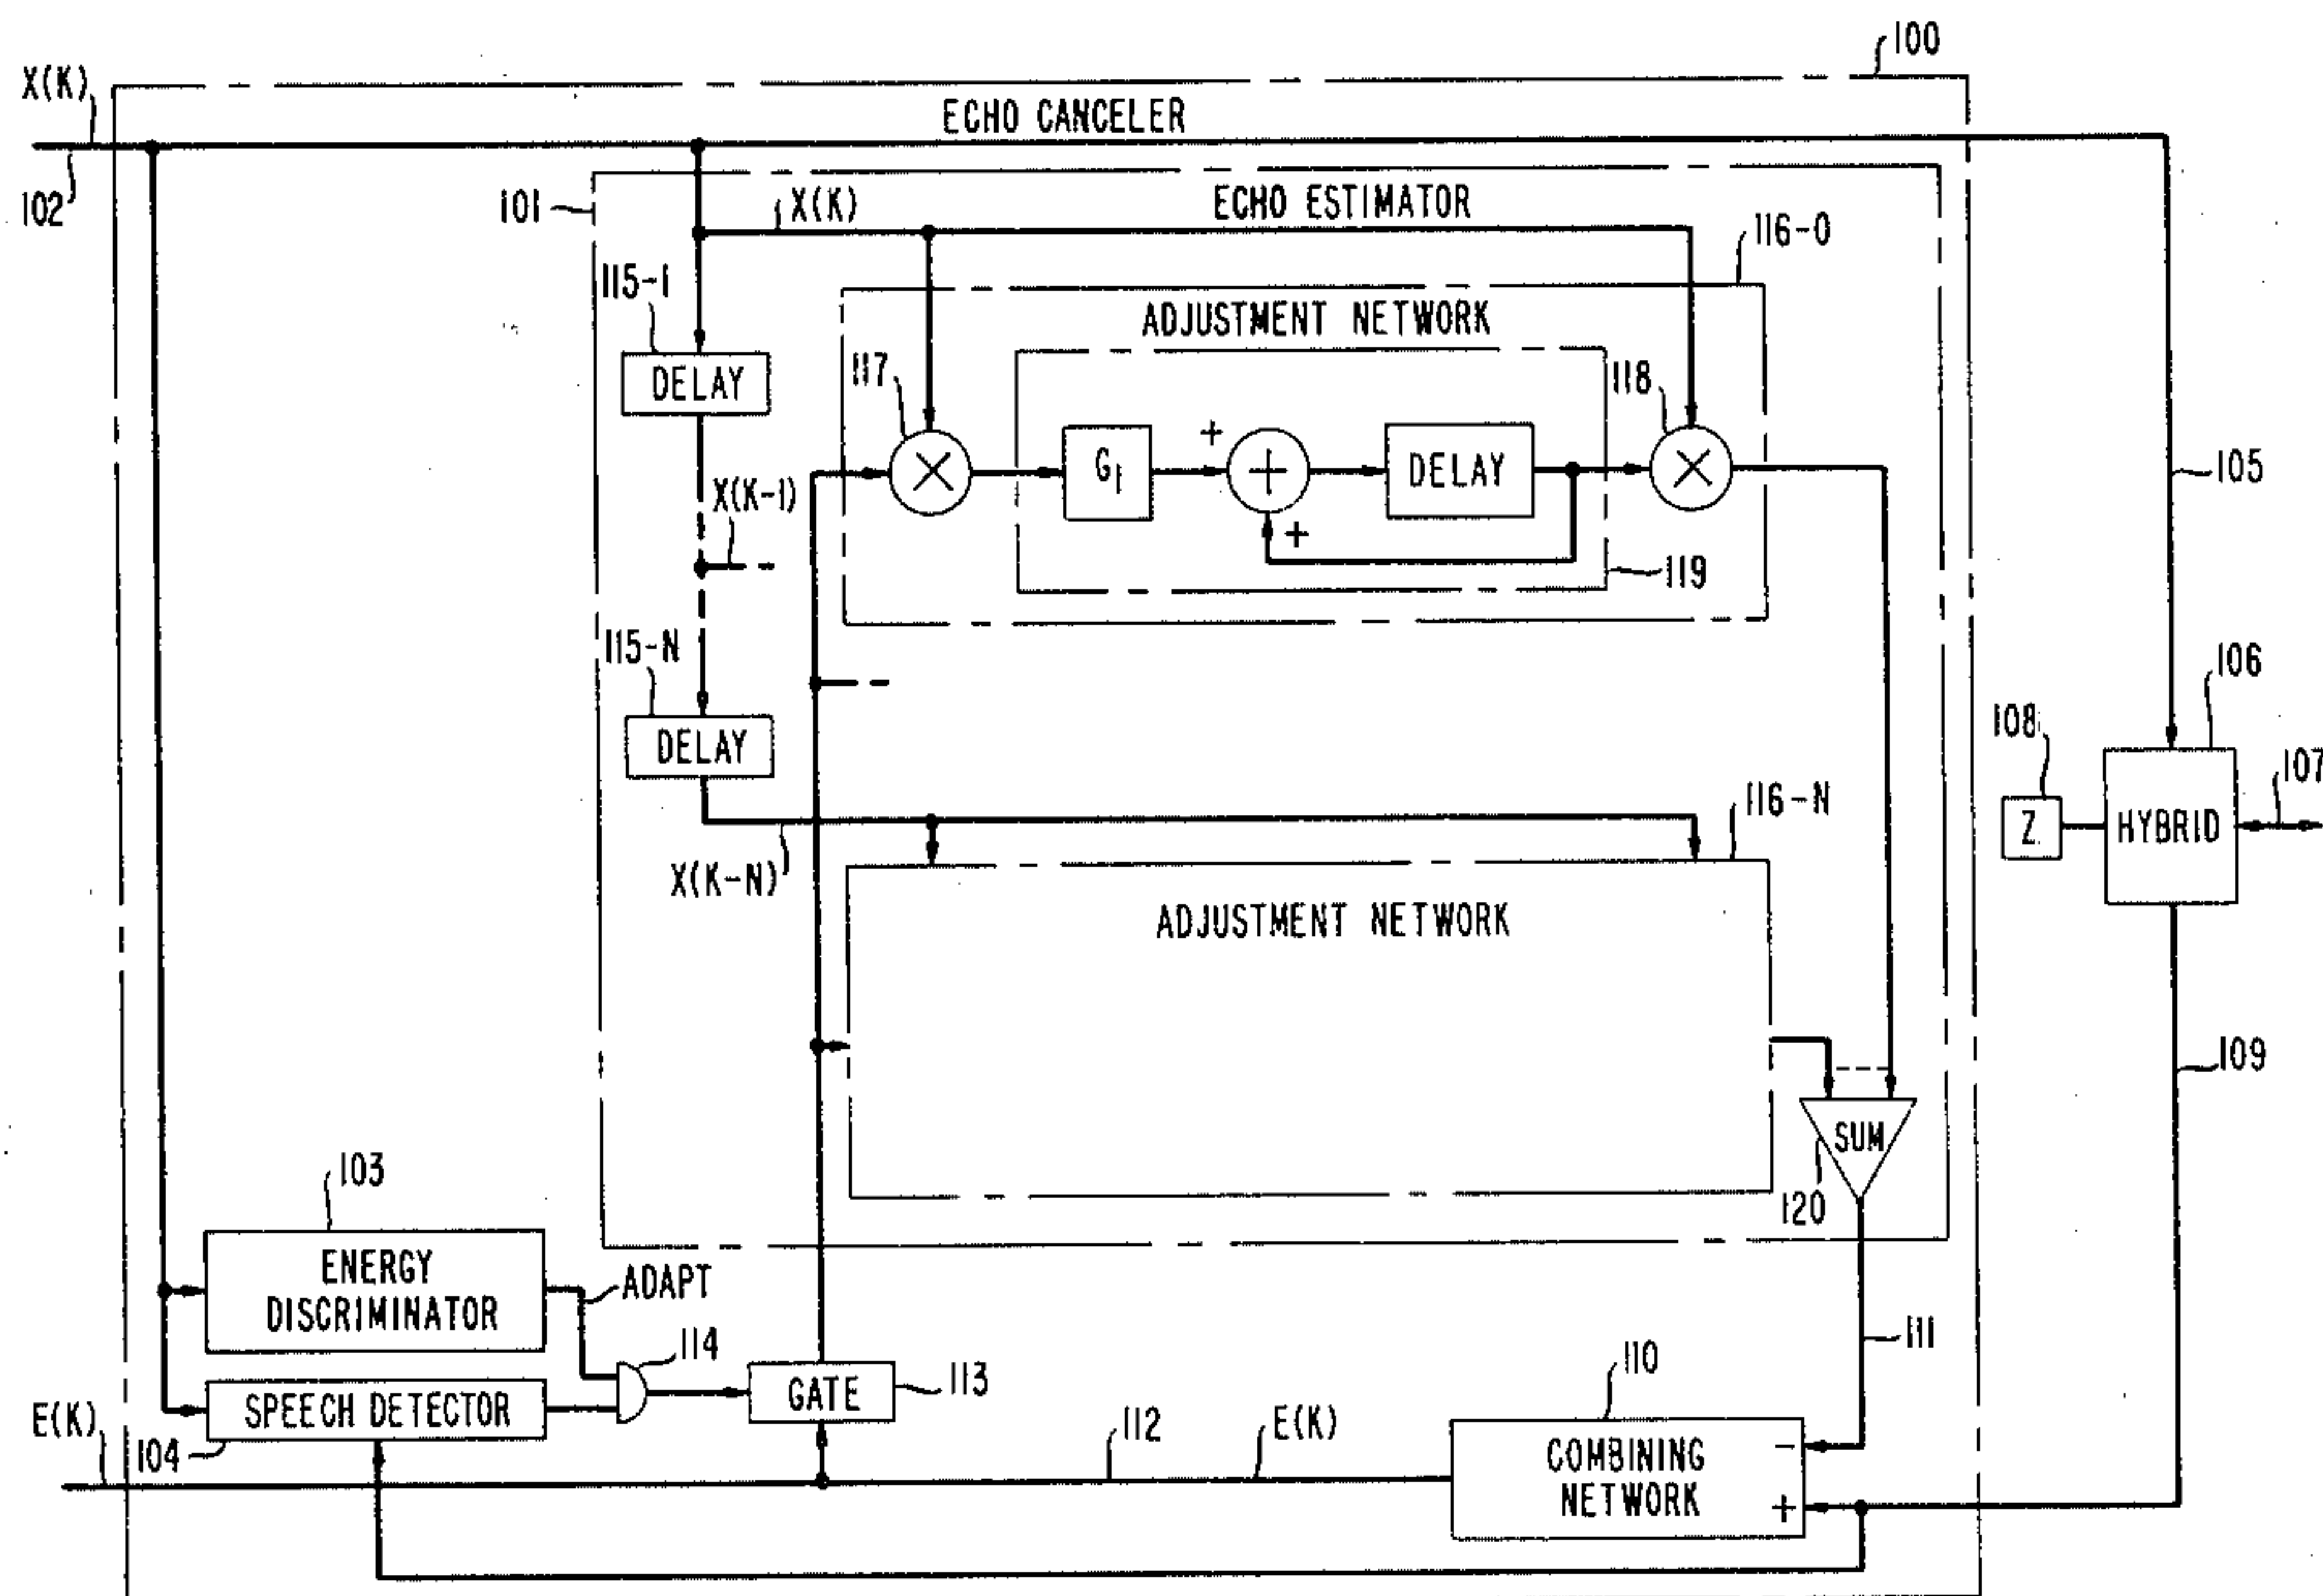 100
X(K)
ECHO CANCELER
102
101
X(K)
ECHO ESTIMATOR
116-0
115-1
ADJUSTMENT NETWORK
117
118
DELAY
+
G1
+
DELAY
×
×
105
X(K-1)
+
119
115-N
106
108
DELAY
107
116-N
Z
HYBRID
X(K-N)
ADJUSTMENT NETWORK
109
SUM
103
120
ENERGY
DISCRIMINATOR
ADAPT
111
114
110
GATE
113
SPEECH DETECTOR
E(K)
112
E(K)
COMBINING
NETWORK
-
+
104